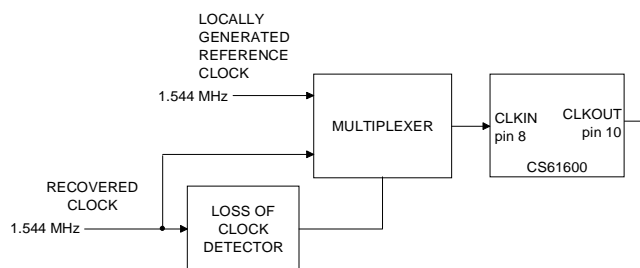 LOCALLY
GENERATED
REFERENCE
CLOCK
1.544 MHz
MULTIPLEXER
CLKIN
pin 8
CLKOUT
pin 10
CS61600
RECOVERED
CLOCK
1.544 MHz
LOSS OF
CLOCK
DETECTOR